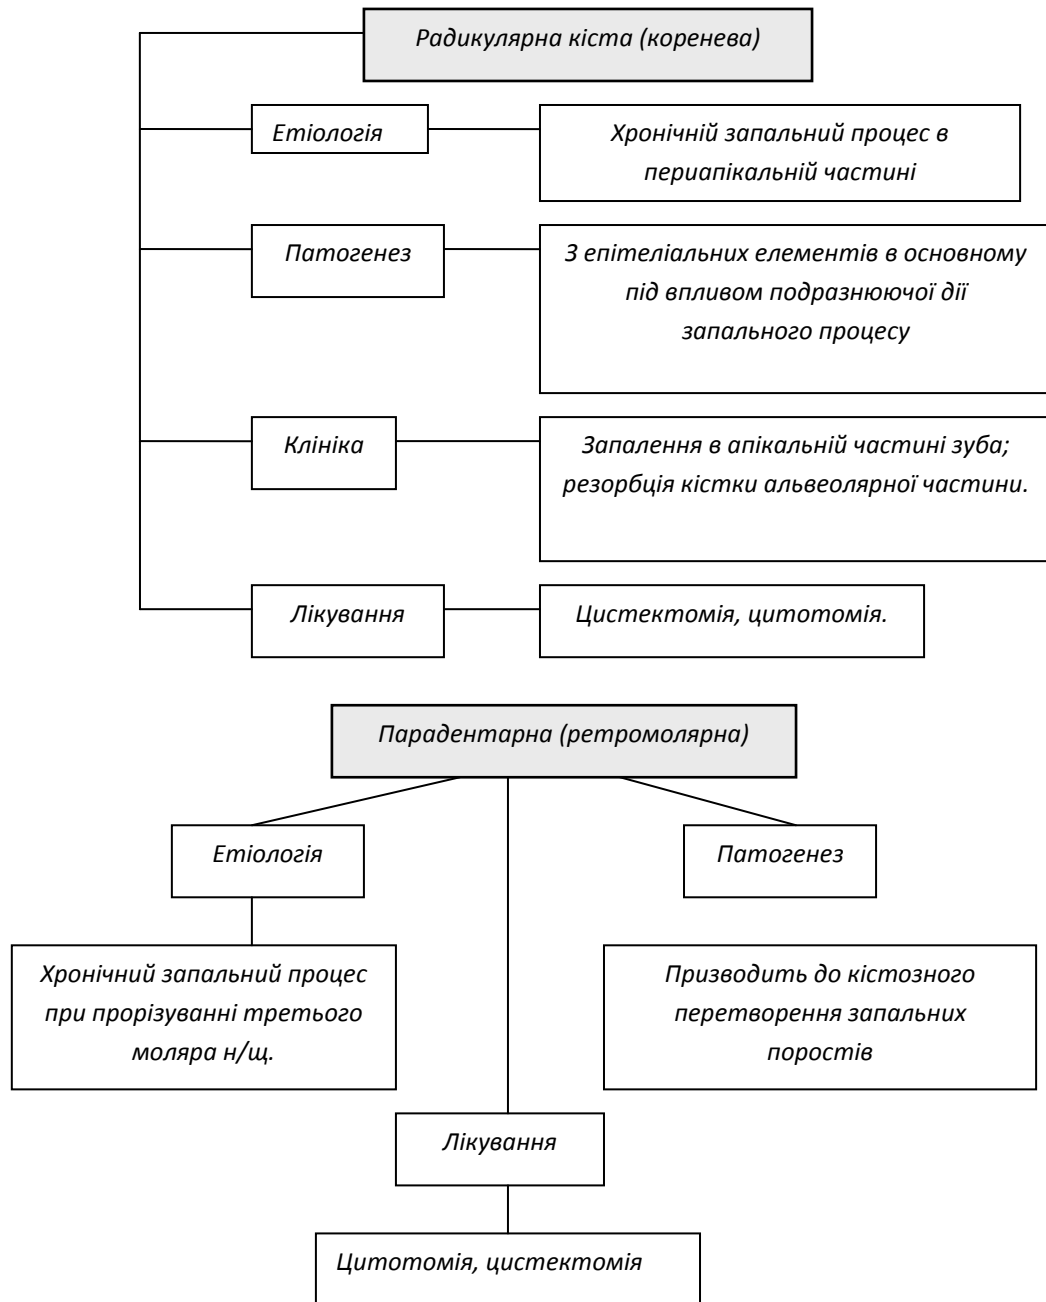 Радикулярна кіста (коренева)
Етіологія
Хронічній запальний процес в
периапікальній частині
Патогенез
З епітеліальних елементів в основному
під впливом подразнюючої дії
запального процесу
Клініка
Запалення в апікальній частині зуба;
резорбція кістки альвеолярної частини.
Лікування
Цистектомія, цитотомія.
Парадентарна (ретромолярна)
Етіологія
Патогенез
Хронічний запальний процес
при прорізуванні третього
моляра н/щ.
Призводить до кістозного
перетворення запальних
поростів
Лікування
Цитотомія, цистектомія